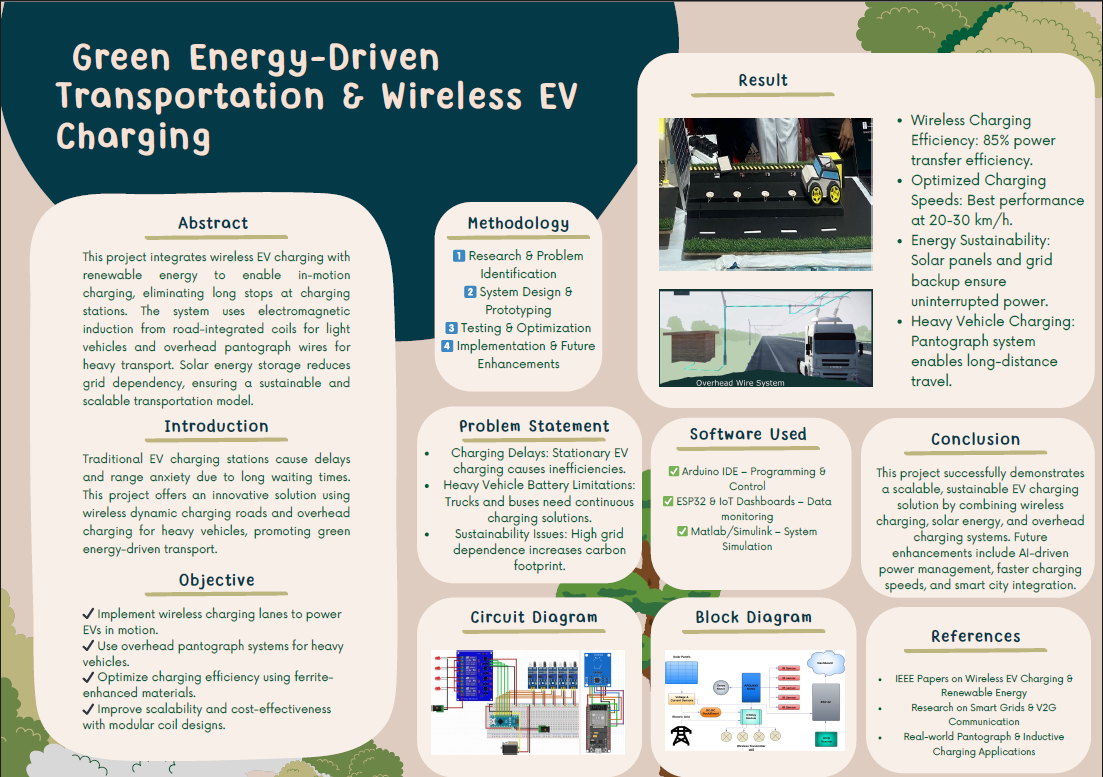 Green Energy-Driven
Transportation & Wireless EV
Charging
Abstract
This project integrates wireless EV charging with
renewable energy to enable in-motion
charging, eliminating long stops at charging
stations. The system uses electromagnetic
induction from road-integrated coils for light
vehicles and overhead pantograph wires for
heavy transport. Solar energy storage reduces
grid dependency, ensuring a sustainable and
scalable transportation model.
Introduction
Traditional EV charging stations cause delays
and range anxiety due to long waiting times.
This project offers an innovative solution using
wireless dynamic charging roads and overhead
charging for heavy vehicles, promoting green
energy-driven transport.
Objective
✔ Implement wireless charging lanes to power
EVs in motion.
✔ Use overhead pantograph systems for heavy
vehicles.
✔ Optimize charging efficiency using ferrite-
enhanced materials.
✔ Improve scalability and cost-effectiveness
with modular coil designs.
Methodology
1 Research & Problem
Identification
2 System Design &
Prototyping
3 Testing & Optimization
4 Implementation & Future
Enhancements
Result
Overhead Wire System
• Wireless Charging
Efficiency: 85% power
transfer efficiency.
• Optimized Charging
Speeds: Best performance
at 20-30 km/h.
• Energy Sustainability:
Solar panels and grid
backup ensure
uninterrupted power.
• Heavy Vehicle Charging:
Pantograph system
enables long-distance
travel.
Problem Statement
• Charging Delays: Stationary EV
charging causes inefficiencies.
• Heavy Vehicle Battery Limitations:
Trucks and buses need continuous
charging solutions.
• Sustainability Issues: High grid
dependence increases carbon
footprint.
Software Used
✅ Arduino IDE – Programming &
Control
✅ ESP32 & IoT Dashboards – Data
monitoring
✅ Matlab/Simulink – System
Simulation
Conclusion
This project successfully demonstrates
a scalable, sustainable EV charging
solution by combining wireless
charging, solar energy, and overhead
charging systems. Future
enhancements include AI-driven
power management, faster charging
speeds, and smart city integration.
Circuit Diagram
Block Diagram
Solar Panels
References
• IEEE Papers on Wireless EV Charging &
Renewable Energy
• Research on Smart Grids & V2G
Communication
• Real-world Pantograph & Inductive
Charging Applications